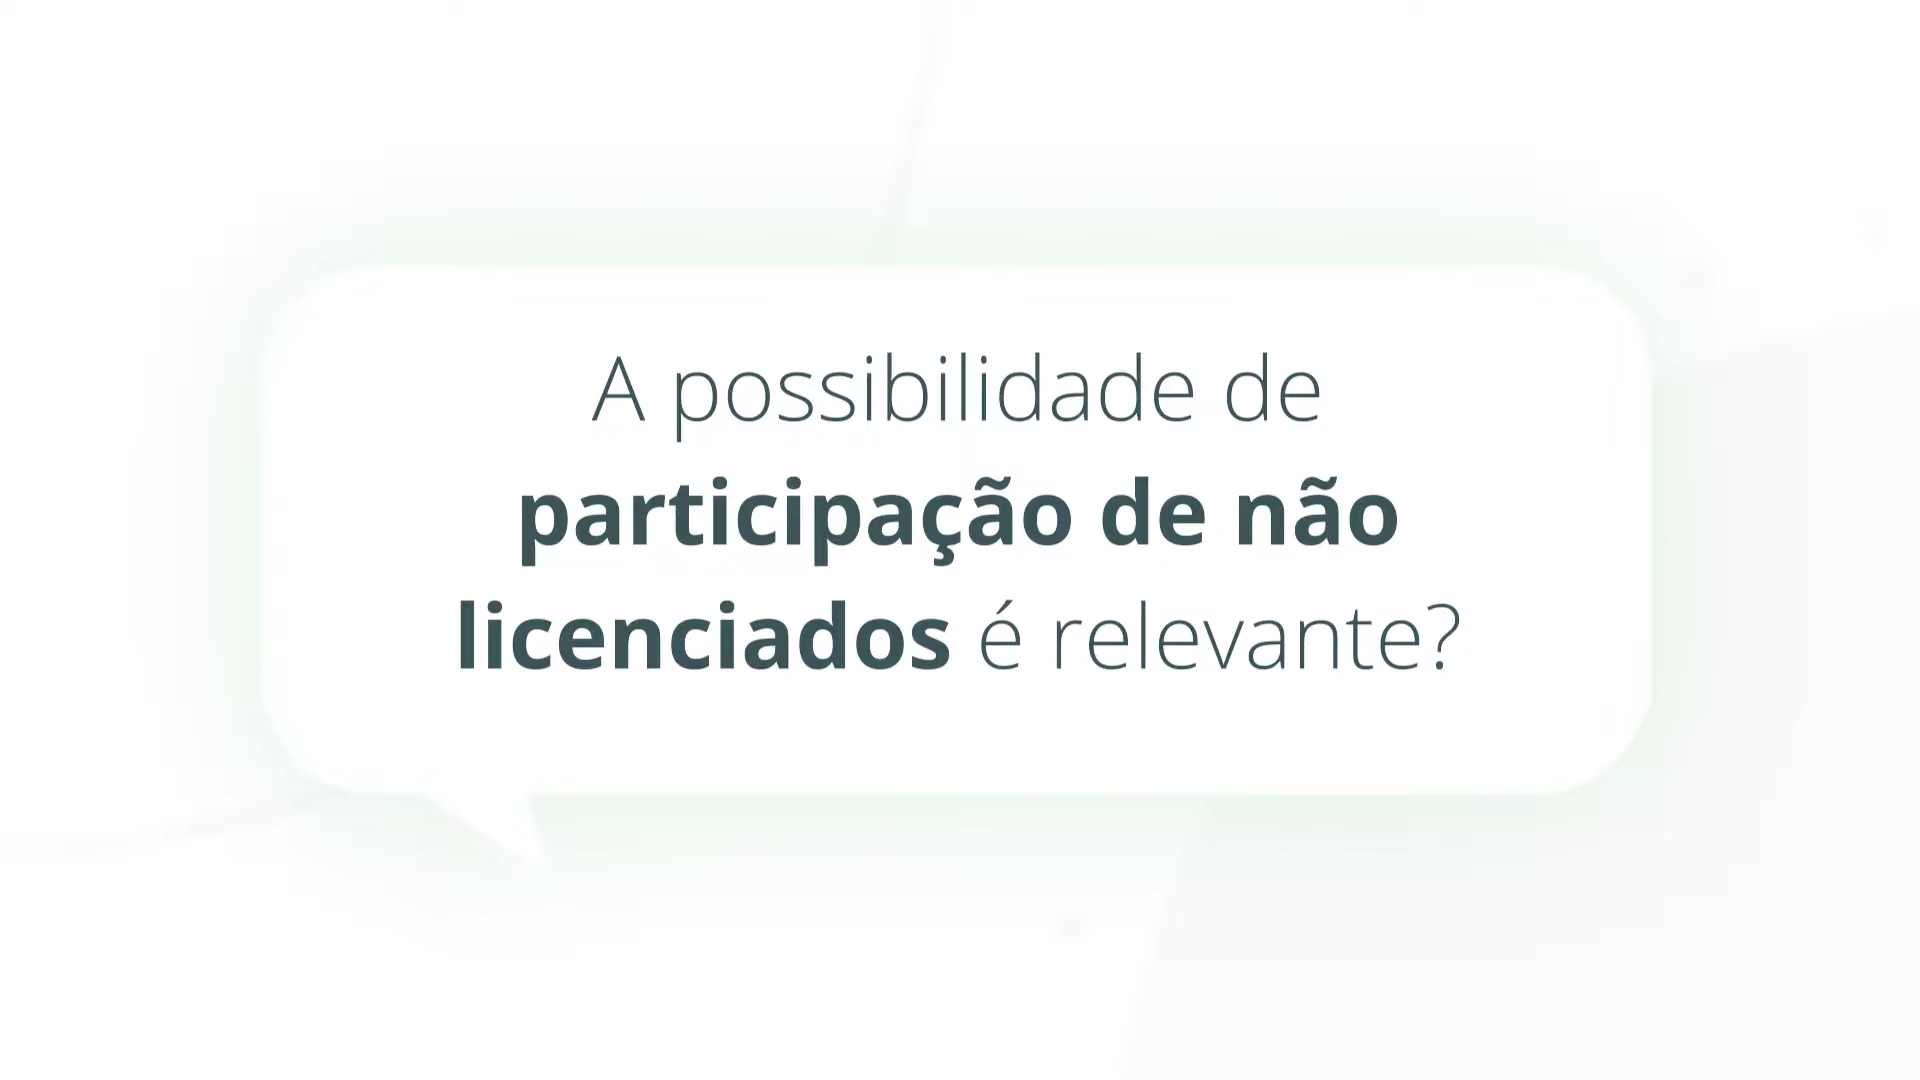 A possibilidade de
participação de não
licenciados é relevante?